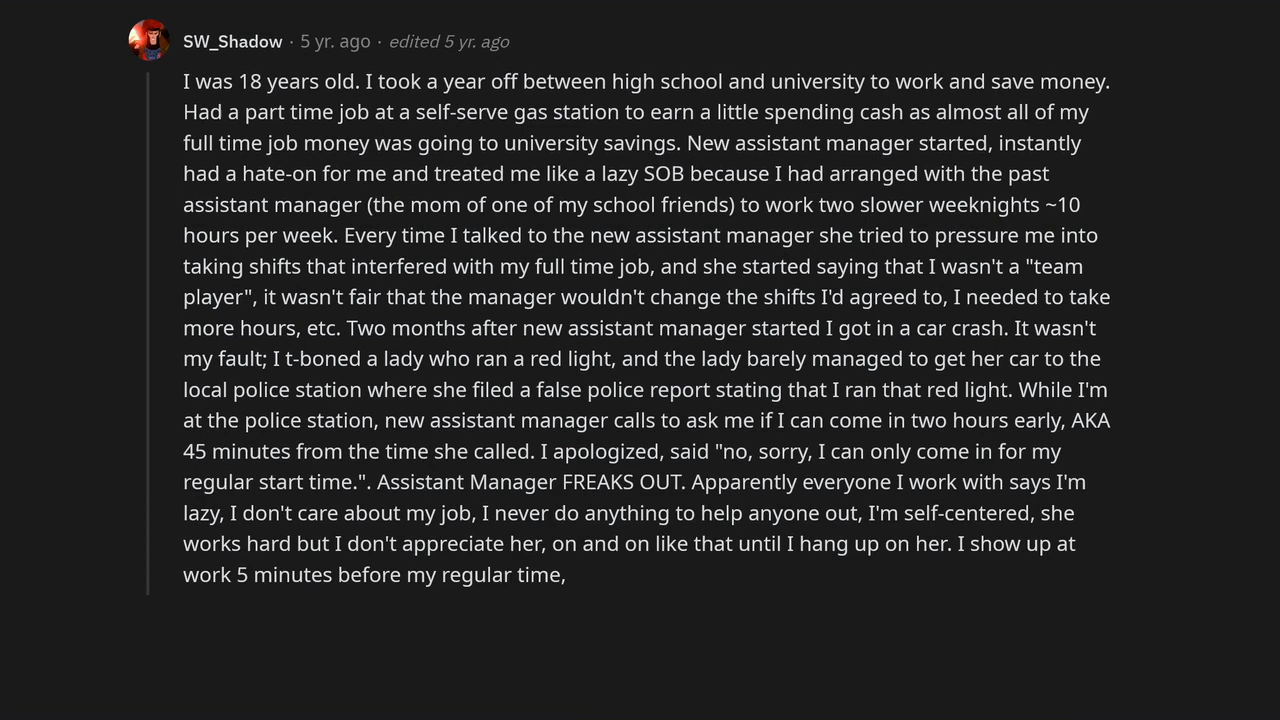 SW_Shadow · 5 yr. ago · edited 5 yr. ago
I was 18 years old. I took a year off between high school and university to work and save money.
Had a part time job at a self-serve gas station to earn a little spending cash as almost all of my
full time job money was going to university savings. New assistant manager started, instantly
had a hate-on for me and treated me like a lazy SOB because I had arranged with the past
assistant manager (the mom of one of my school friends) to work two slower weeknights ~10
hours per week. Every time I talked to the new assistant manager she tried to pressure me into
taking shifts that interfered with my full time job, and she started saying that I wasn't a "team
player", it wasn't fair that the manager wouldn't change the shifts I'd agreed to, I needed to take
more hours, etc. Two months after new assistant manager started I got in a car crash. It wasn't
my fault; I t-boned a lady who ran a red light, and the lady barely managed to get her car to the
local police station where she filed a false police report stating that I ran that red light. While I'm
at the police station, new assistant manager calls to ask me if I can come in two hours early, AKA
45 minutes from the time she called. I apologized, said "no, sorry, I can only come in for my
regular start time.". Assistant Manager FREAKS OUT. Apparently everyone I work with says I'm
lazy, I don't care about my job, I never do anything to help anyone out, I'm self-centered, she
works hard but I don't appreciate her, on and on like that until I hang up on her. I show up at
work 5 minutes before my regular time,